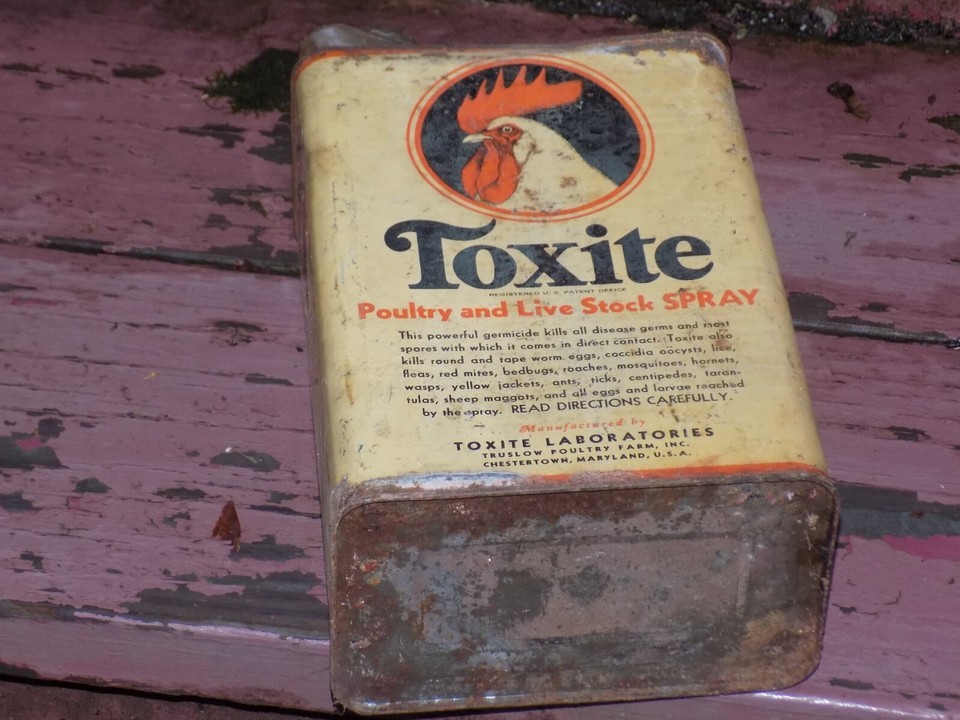 Toxite
REGISTERED U. S. PATENT OFFICE
Poultry and Live Stock SPRAY
This powerful germicide kills all disease germs and most
spores with which it comes in direct contact. Toxite also
kills round and tape worm eggs, coccidia oocysts, lice,
fleas, red mites, bedbugs, roaches, mosquitoes, hornets,
wasps, yellow jackets, ants, ticks, centipedes, taran-
tulas, sheep maggots, and all eggs and larvae reached
by the spray. READ DIRECTIONS CAREFULLY.
Manufactured by
TOXITE LABORATORIES
TRUSLOW POULTRY FARM, INC.
CHESTERTOWN, MARYLAND, U.S.A.